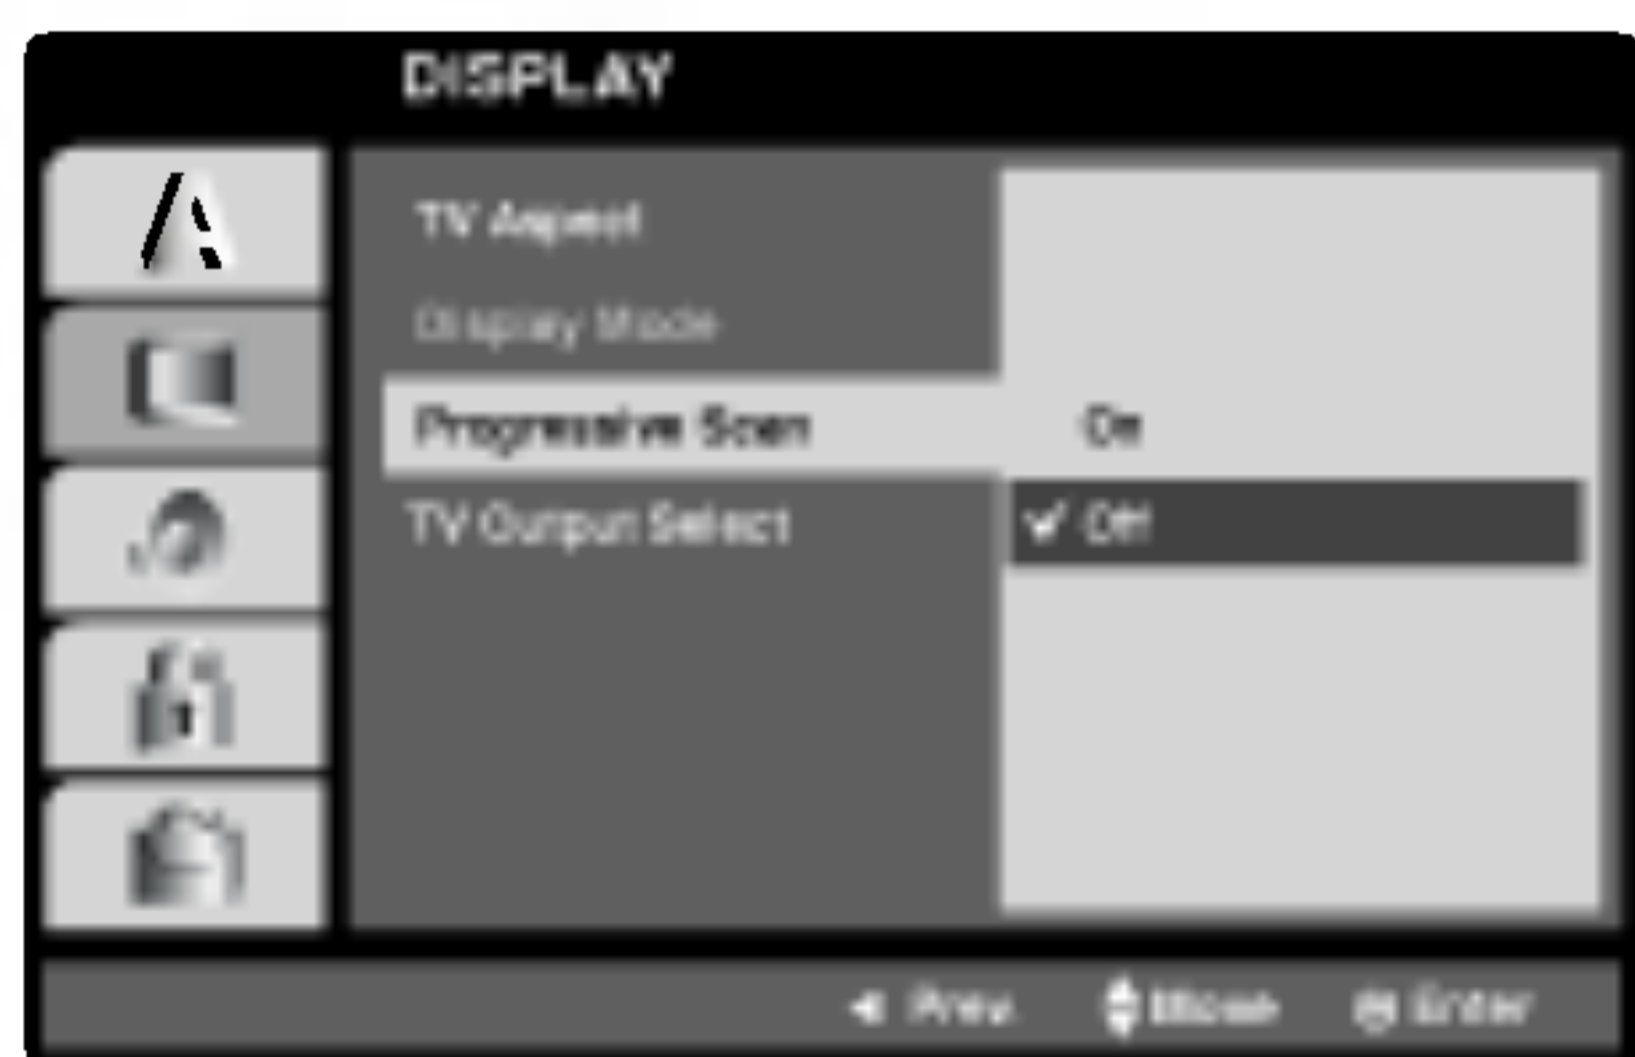 DISPLAY
TV Aspect
Display Mode
Progressive Scan On
TV Output Select ✓ Off
Prev. Move Enter